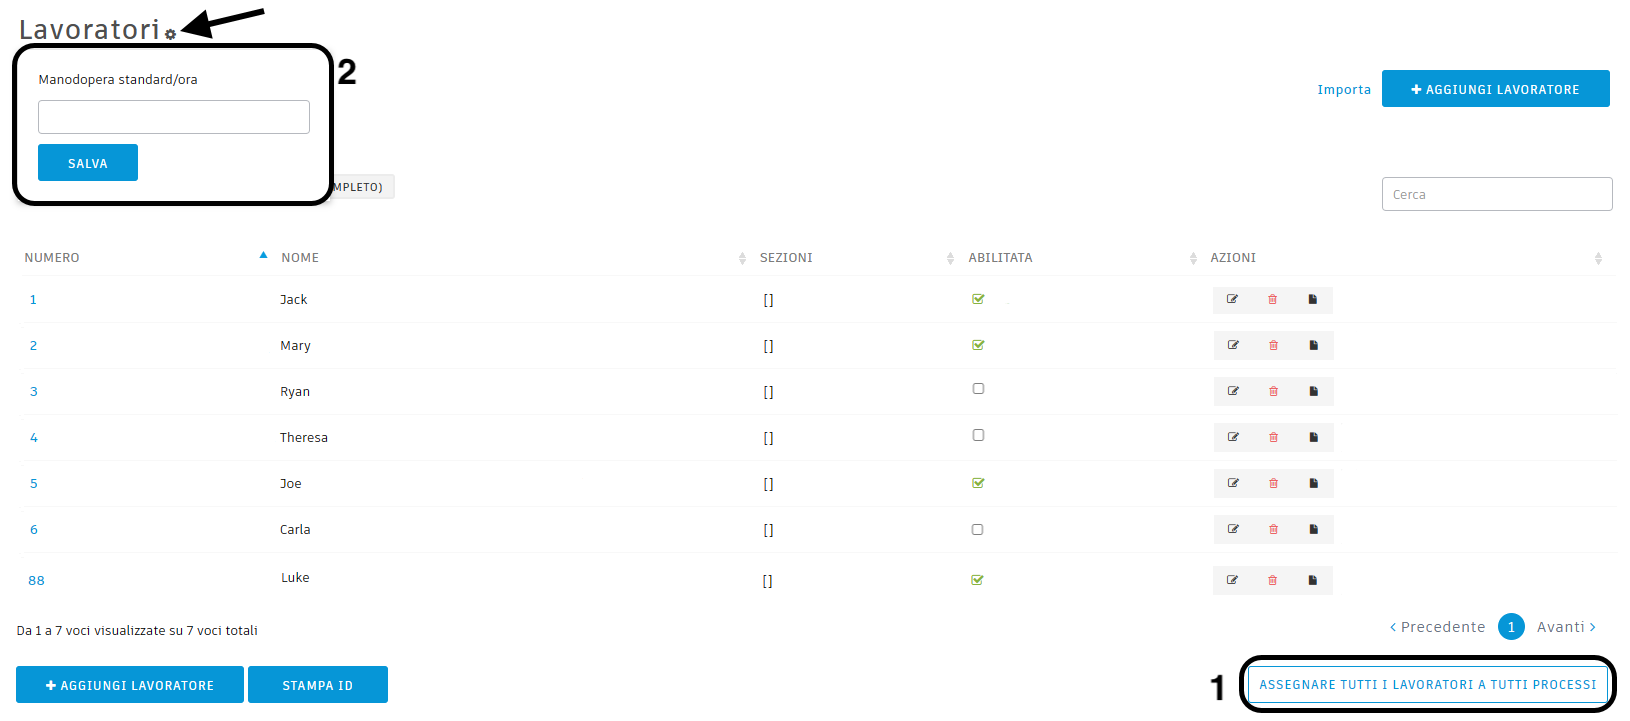 Lavoratori
2
Manodopera standard/ora
Importa
AGGIUNGI LAVORATORE
SALVA
MPLETO)
Cerca
NUMERO NOME SEZIONI ABILITATA AZIONI
1 Jack []
2 Mary []
3 Ryan []
4 Theresa []
5 Joe []
6 Carla []
88 Luke []
Da 1 a 7 voci visualizzate su 7 voci totali
Precedente 1 Avanti
AGGIUNGI LAVORATORE STAMPA ID
1 ASSEGNARE TUTTI I LAVORATORI A TUTTI PROCESSI